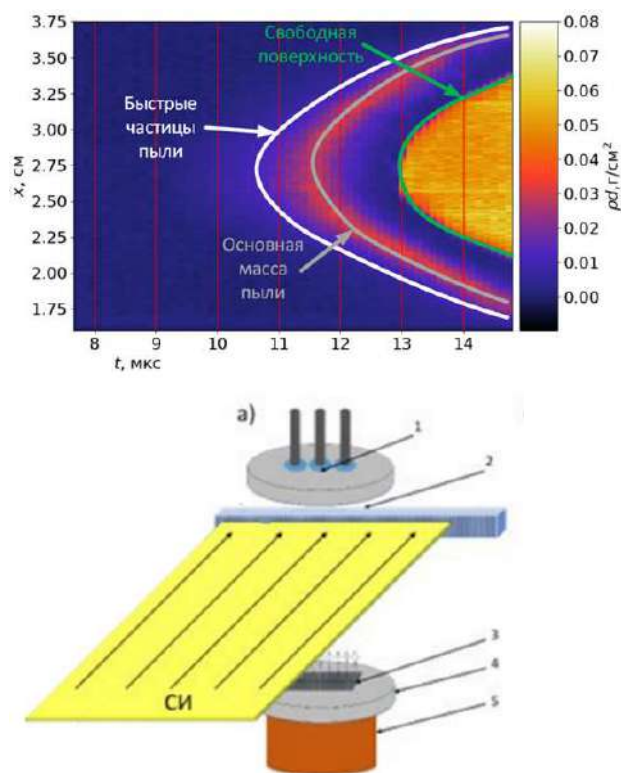 3.75
3.50
3.25
3.00
2.75
2.50
2.25
2.00
1.75
x, см
Свободная
поверхность
Быстрые
частицы
пыли
Основная
масса
пыли
8 9 10 11 12 13 14
t, мкс
0.08
0.07
0.06
0.05
0.04
0.03
0.02
0.01
0.00
ρd,г/см²
а)
1
2
3
4
5
СИ